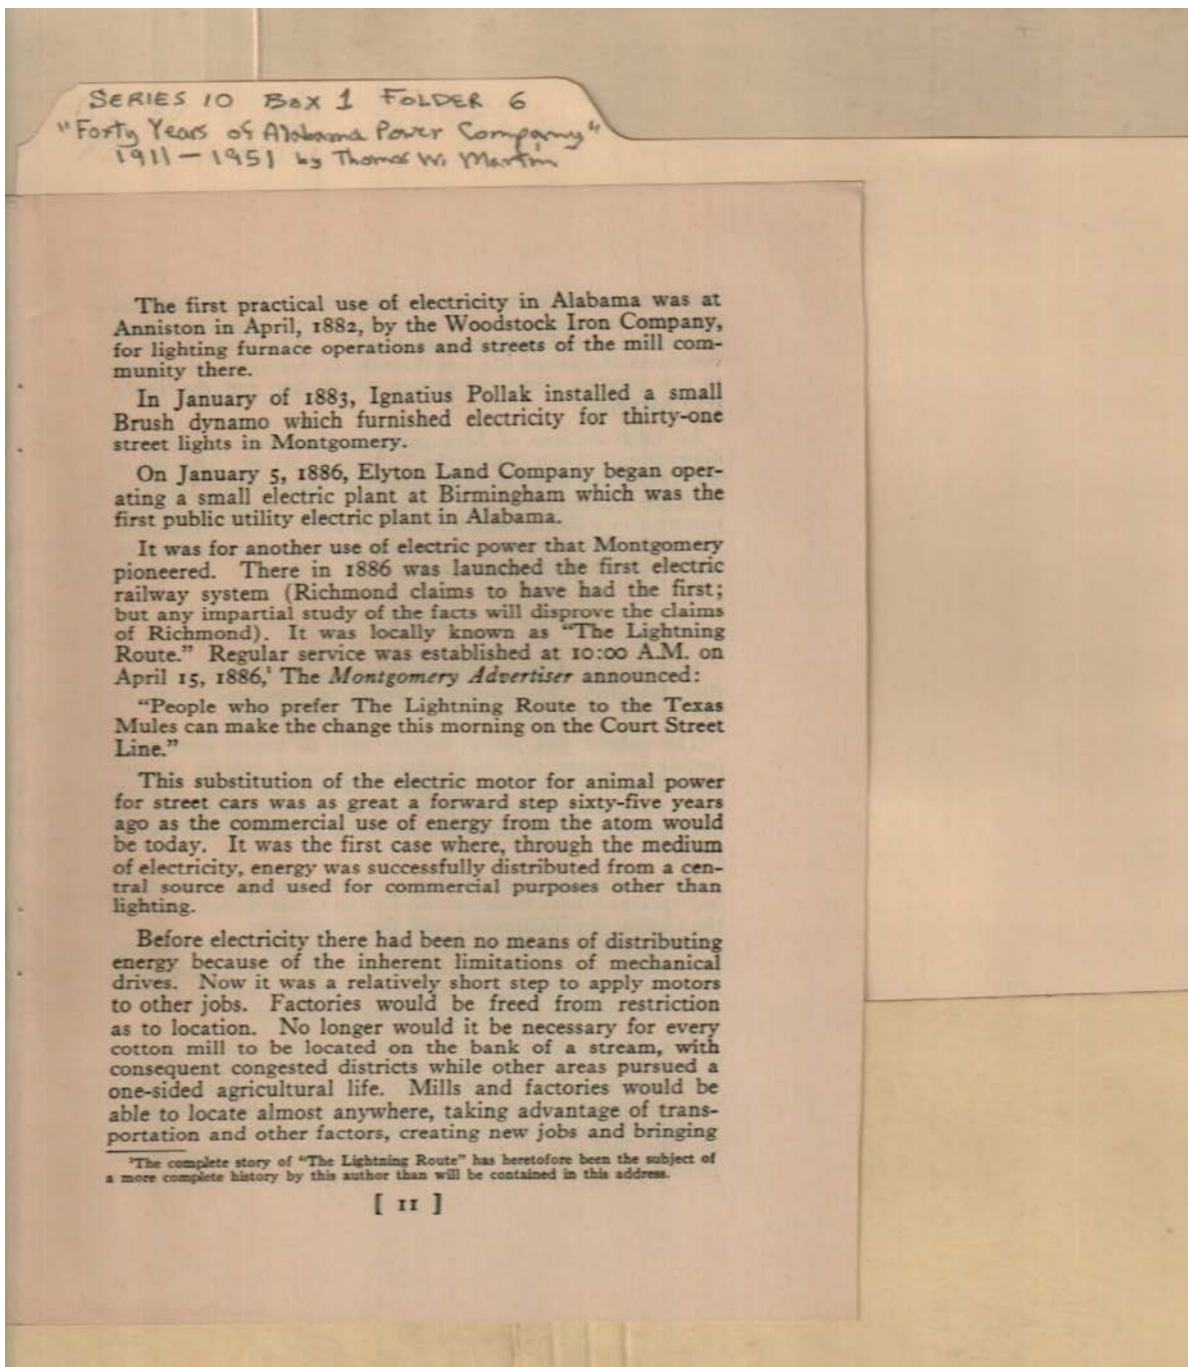 SERIES 10 BOX 1 FOLDER 6
"Forty Years of Alabama Power Company"
1911-1951 by Thomas W. Martin
The first practical use of electricity in Alabama was at
Anniston in April, 1882, by the Woodstock Iron Company,
for lighting furnace operations and streets of the mill com-
munity there.
In January of 1883, Ignatius Pollak installed a small
Brush dynamo which furnished electricity for thirty-one
street lights in Montgomery.
On January 5, 1886, Elyton Land Company began oper-
ating a small electric plant at Birmingham which was the
first public utility electric plant in Alabama.
It was for another use of electric power that Montgomery
pioneered. There in 1886 was launched the first electric
railway system (Richmond claims to have had the first;
but any impartial study of the facts will disprove the claims
of Richmond). It was locally known as "The Lightning
Route." Regular service was established at 10:00 A.M. on
April 15, 1886,¹ The Montgomery Advertiser announced:
"People who prefer The Lightning Route to the Texas
Mules can make the change this morning on the Court Street
Line."
This substitution of the electric motor for animal power
for street cars was as great a forward step sixty-five years
ago as the commercial use of energy from the atom would
be today. It was the first case where, through the medium
of electricity, energy was successfully distributed from a cen-
tral source and used for commercial purposes other than
lighting.
Before electricity there had been no means of distributing
energy because of the inherent limitations of mechanical
drives. Now it was a relatively short step to apply motors
to other jobs. Factories would be freed from restriction
as to location. No longer would it be necessary for every
cotton mill to be located on the bank of a stream, with
consequent congested districts while other areas pursued a
one-sided agricultural life. Mills and factories would be
able to locate almost anywhere, taking advantage of trans-
portation and other factors, creating new jobs and bringing
¹The complete story of "The Lightning Route" has heretofore been the subject of
a more complete history by this author than will be contained in this address.
[ 11 ]